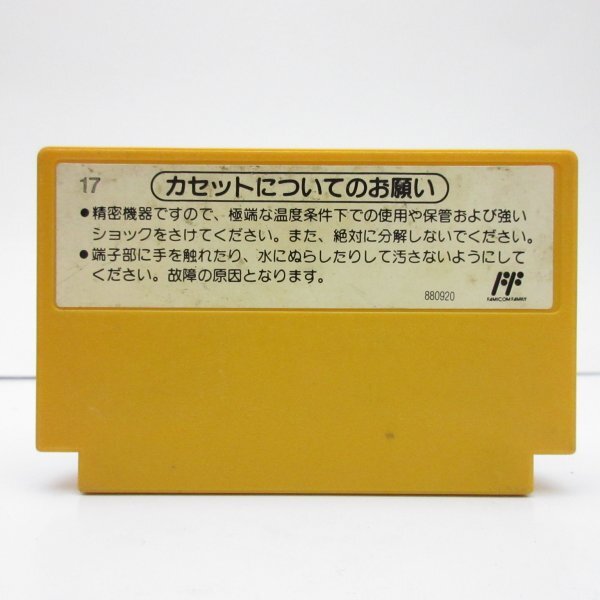 17
カセットについてのお願い
●精密機器ですので、極端な温度条件下での使用や保管および強い
ショックをさけてください。また、絶対に分解しないでください。
●端子部に手を触れたり、水にぬらしたりして汚さないようにして
ください。故障の原因となります。
880920
FAMICOM FAMILY